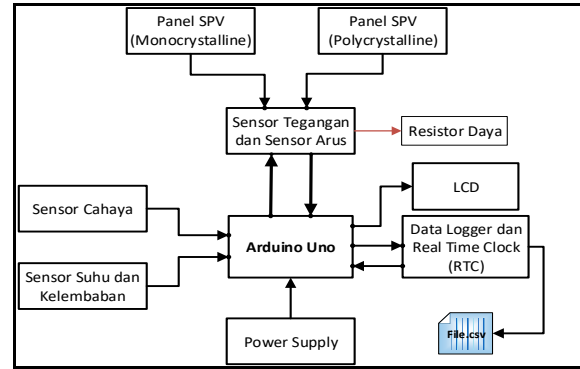 Panel SPV
(Monocrystalline)
Panel SPV
(Polycrystalline)
Sensor Tegangan
dan Sensor Arus
Resistor Daya
LCD
Sensor Cahaya
Arduino Uno
Data Logger dan
Real Time Clock
(RTC)
Sensor Suhu dan
Kelembaban
Power Supply
File.csv